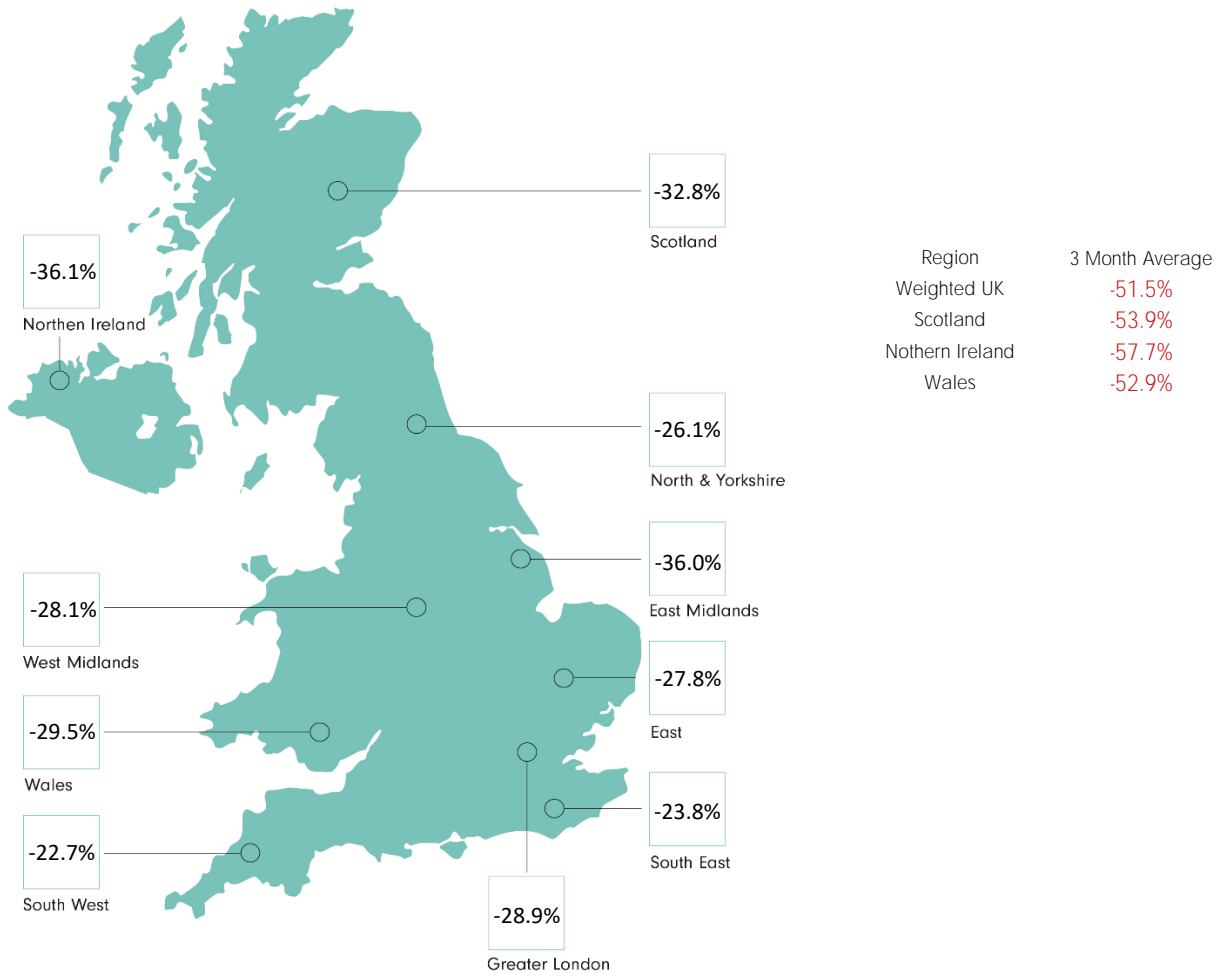 -32.8%
Scotland
-36.1%
Northen Ireland
Region 3 Month Average
Weighted UK -51.5%
Scotland -53.9%
Nothern Ireland -57.7%
Wales -52.9%
-26.1%
North & Yorkshire
-36.0%
East Midlands
-28.1%
West Midlands
-27.8%
East
-29.5%
Wales
-23.8%
South East
-22.7%
South West
-28.9%
Greater London